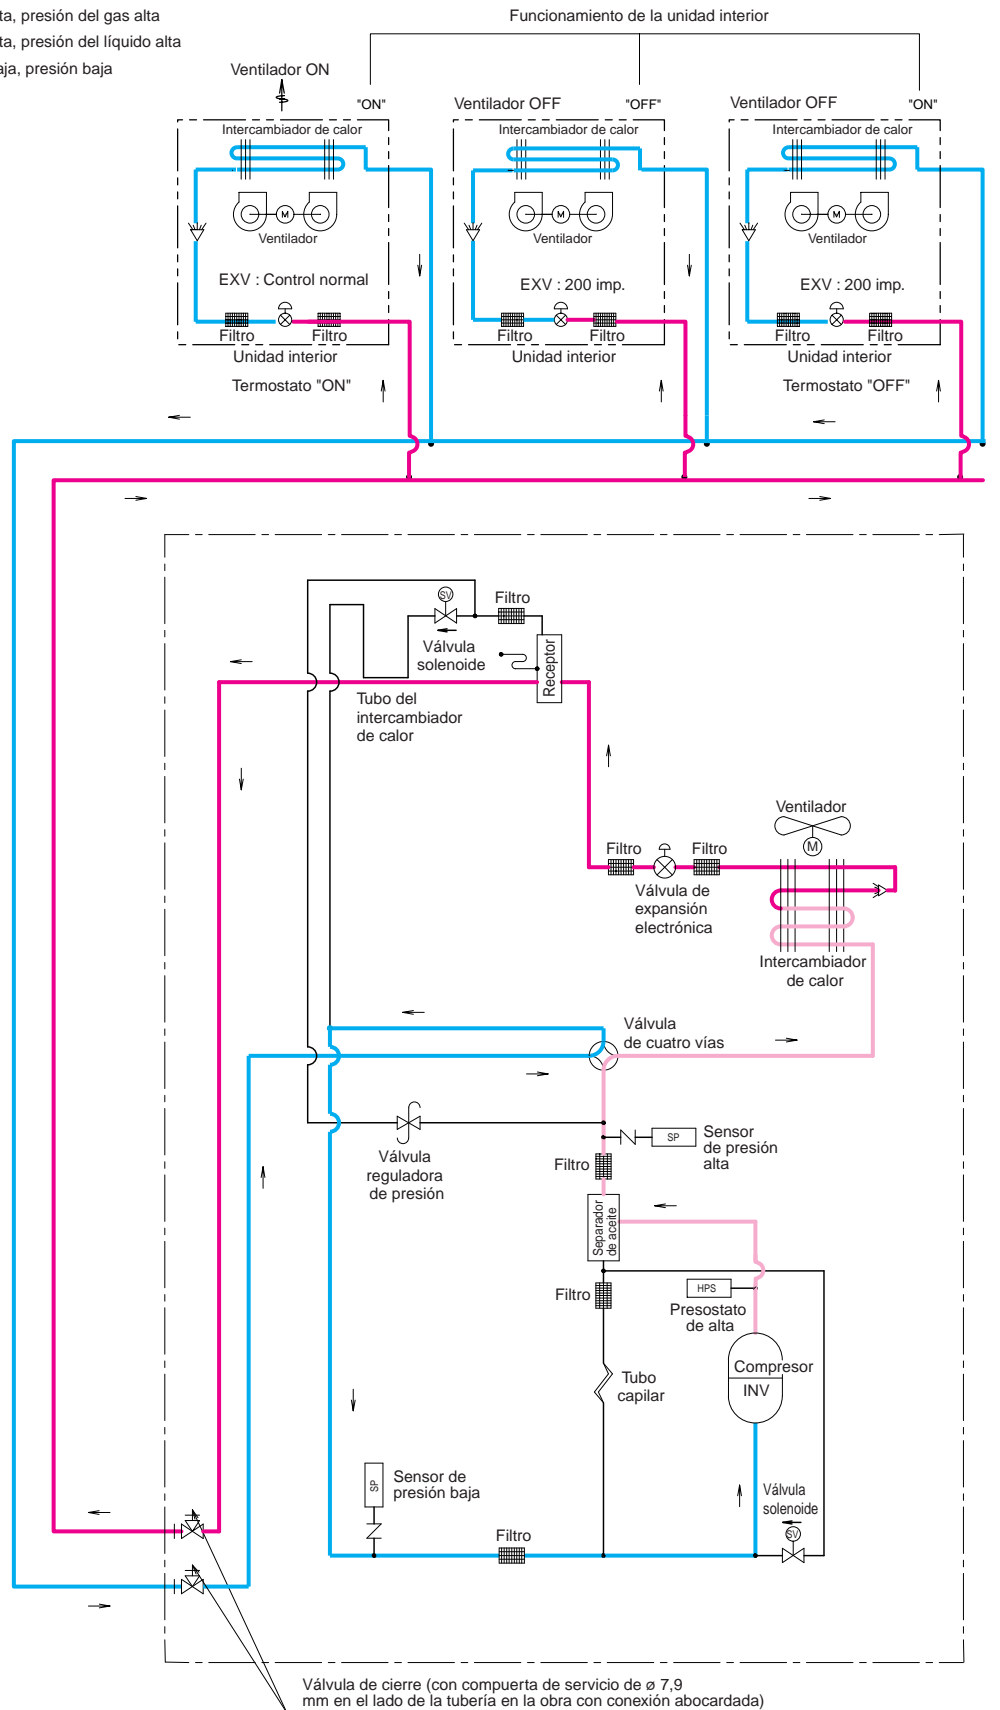 ta, presión del gas alta
ta, presión del líquido alta
aja, presión baja
Funcionamiento de la unidad interior
Ventilador ON
"ON"
Ventilador OFF
"OFF"
Ventilador OFF
"ON"
Intercambiador de calor
Intercambiador de calor
Intercambiador de calor
M
M
M
Ventilador
Ventilador
Ventilador
EXV : Control normal
EXV : 200 imp.
EXV : 200 imp.
Filtro
Filtro
Filtro
Filtro
Filtro
Filtro
Unidad interior
Unidad interior
Unidad interior
Termostato "ON"
Termostato "OFF"
SV
Filtro
Válvula
solenoide
Receptor
Tubo del
intercambiador
de calor
Ventilador
M
Filtro
Filtro
Válvula de
expansión
electrónica
Intercambiador
de calor
Válvula
de cuatro vías
Válvula
reguladora
de presión
SP
Sensor
de presión
alta
Filtro
Separador
de aceite
Filtro
HPS
Presostato
de alta
Compresor
INV
Tubo
capilar
SP
Sensor de
presión baja
Válvula
solenoide
SV
Filtro
Válvula de cierre (con compuerta de servicio de ø 7,9
mm en el lado de la tubería en la obra con conexión abocardada)